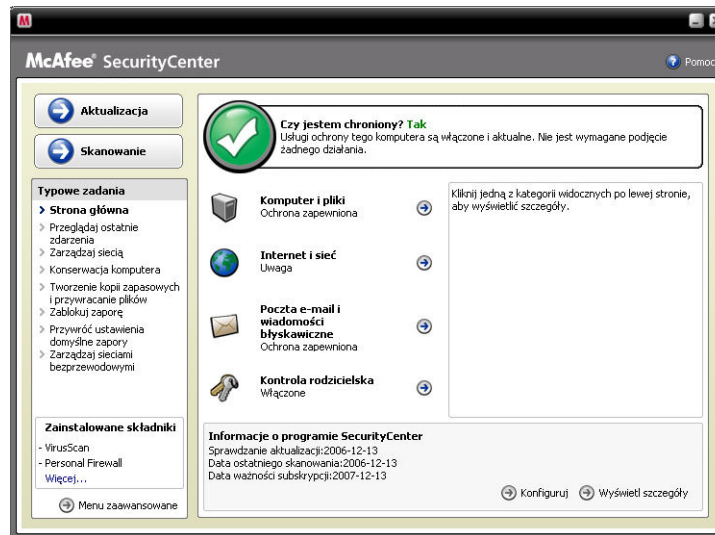 McAfee® SecurityCenter
Pomoc
Aktualizacja
Skanowanie
Typowe zadania
Strona główna
Przeglądaj ostatnie
zdarzenia
Zarządzaj siecią
Konserwacja komputera
Tworzenie kopii zapasowych
i przywracanie plików
Zablokuj zaporę
Przywróć ustawienia
domyślne zapory
Zarządzaj sieciami
bezprzewodowymi
Zainstalowane składniki
- VirusScan
- Personal Firewall
Więcej...
Menu zaawansowane
Czy jestem chroniony? Tak
Usługi ochrony tego komputera są włączone i aktualne. Nie jest wymagane podjęcie
żadnego działania.
Komputer i pliki
Ochrona zapewniona
Internet i sieć
Uwaga
Poczta e-mail i
wiadomości
błyskawiczne
Ochrona zapewniona
Kontrola rodzicielska
Włączone
Kliknij jedną z kategorii widocznych po lewej stronie,
aby wyświetlić szczegóły.
Informacje o programie SecurityCenter
Sprawdzanie aktualizacji:2006-12-13
Data ostatniego skanowania:2006-12-13
Data ważności subskrypcji:2007-12-13
Konfiguruj
Wyświetl szczegóły